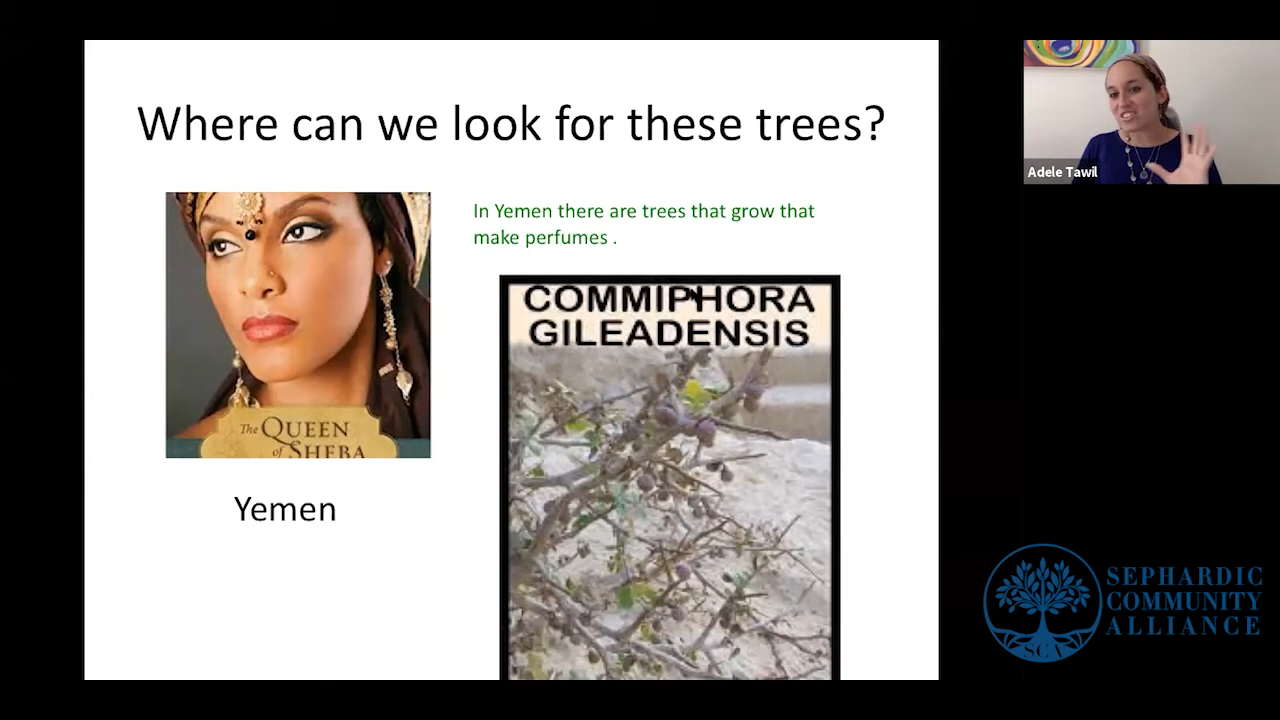 Where can we look for these trees?
In Yemen there are trees that grow that
make perfumes .
COMMIPHORA
GILEADENSIS
The QUEEN
of SHEBA
Yemen
Adele Tawil
SEPHARDIC
COMMUNITY
ALLIANCE
SCA